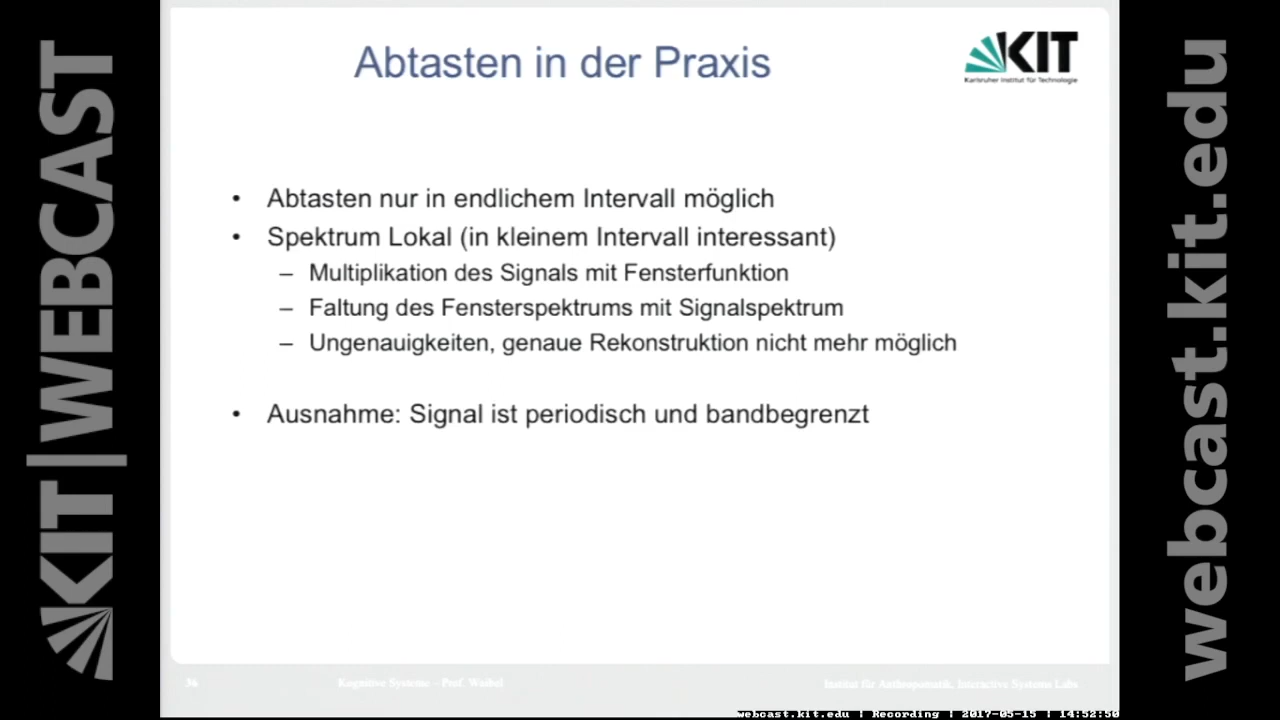 KIT|WEBCAST
Abtasten in der Praxis
KIT
Karlsruher Institut für Technologie
• Abtasten nur in endlichem Intervall möglich
• Spektrum Lokal (in kleinem Intervall interessant)
– Multiplikation des Signals mit Fensterfunktion
– Faltung des Fensterspektrums mit Signalspektrum
– Ungenauigkeiten, genaue Rekonstruktion nicht mehr möglich
• Ausnahme: Signal ist periodisch und bandbegrenzt
Kognitive Systeme – Prof. Waibel
Institut für Anthropomatik, Interactive Systems Labs
webcast.kit.edu | Recording | 2017-05-15 | 14:52:50
webcast.kit.edu